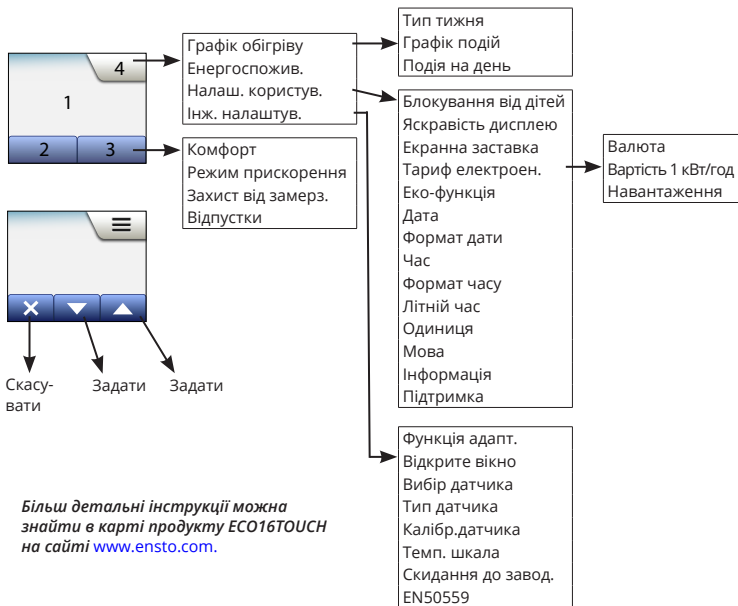 4
1
2
3
Графік обігріву
Енергоспожив.
Налаш. користув.
Інж. налаштув.
Комфорт
Режим прискорення
Захист від замерз.
Відпустки
Тип тижня
Графік подій
Подія на день
Блокування від дітей
Яскравість дисплею
Екранна заставка
Тариф електроен.
Еко-функція
Дата
Формат дати
Час
Формат часу
Літній час
Одиниця
Мова
Інформація
Підтримка
Валюта
Вартість 1 кВт/год
Навантаження
Скасу-
вати
Задати
Задати
Функція адапт.
Відкрите вікно
Вибір датчика
Тип датчика
Калібр.датчика
Темп. шкала
Скидання до завод.
EN50559
Більш детальні інструкції можна
знайти в карті продукту ECO16TOUCH
на сайті www.ensto.com.